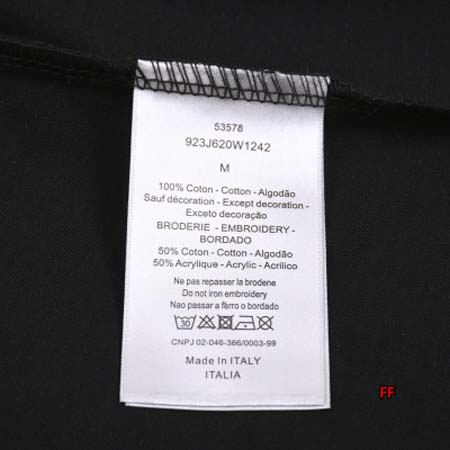 53578
923J620W1242
M
100% Coton - Cotton - Algodão
Sauf décoration - Except decoration -
Exceto decoração
BRODERIE - EMBROIDERY -
BORDADO
50% Coton - Cotton - Algodão
50% Acrylique - Acrylic - Acrilico
Ne pas repasser la brodene
Do not iron embroidery
Nao passar a ferro o bordado
30
CNPJ 02-046-366/0003-99
Made In ITALY
ITALIA
FF